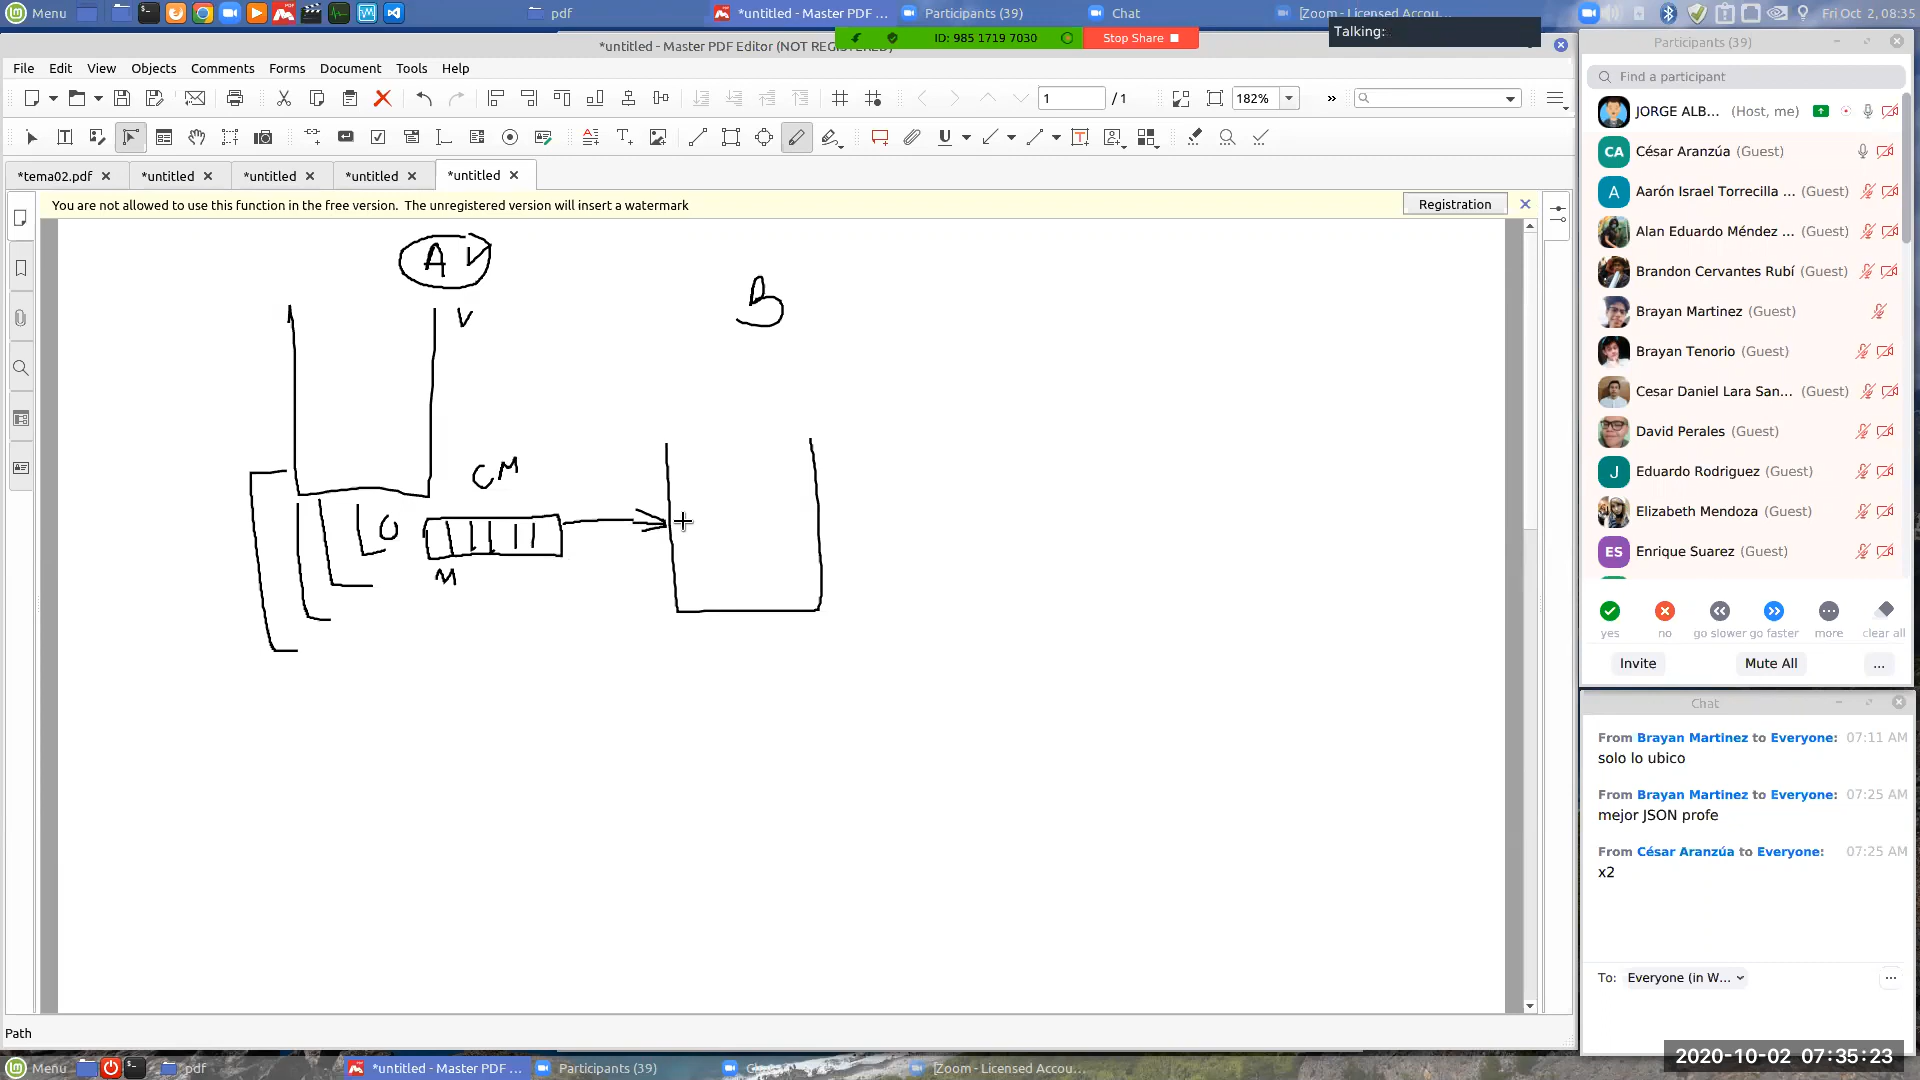 Menu
pdf
*untitled - Master PDF ...
Participants (39)
Chat
[Zoom - Licensed Accou...
Fri Oct 2, 08:35
*untitled - Master PDF Editor (NOT REGISTERED)
ID: 985 1719 7030
Stop Share
Talking:
File Edit View Objects Comments Forms Document Tools Help
1 / 1
182%
*tema02.pdf
*untitled
*untitled
*untitled
*untitled
You are not allowed to use this function in the free version. The unregistered version will insert a watermark
Registration
A V
V
B
CM
O
M
Path
Participants (39)
Find a participant
JORGE ALB... (Host, me)
CA César Aranzúa (Guest)
A Aarón Israel Torrecilla ... (Guest)
Alan Eduardo Méndez ... (Guest)
Brandon Cervantes Rubí (Guest)
Brayan Martinez (Guest)
Brayan Tenorio (Guest)
Cesar Daniel Lara San... (Guest)
David Perales (Guest)
J Eduardo Rodriguez (Guest)
Elizabeth Mendoza (Guest)
ES Enrique Suarez (Guest)
yes no go slower go faster more clear all
Invite
Mute All
...
Chat
From Brayan Martinez to Everyone: 07:11 AM
solo lo ubico
From Brayan Martinez to Everyone: 07:25 AM
mejor JSON profe
From César Aranzúa to Everyone: 07:25 AM
x2
To: Everyone (in W...
2020-10-02 07:35:23
Menu
pdf
*untitled - Master PDF ...
Participants (39)
[Zoom - Licensed Accou...